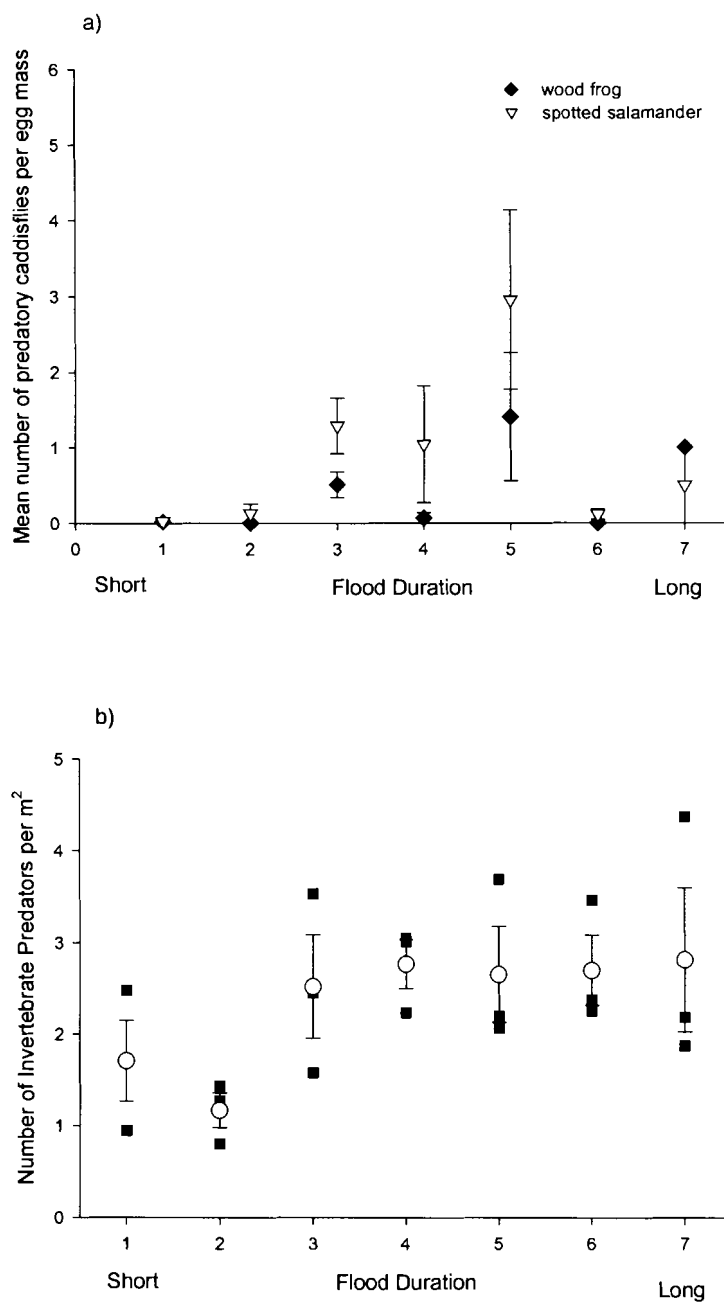 a)
Mean number of predatory caddisflies per egg mass
6
5
4
3
2
1
0
wood frog
spotted salamander
0 1 2 3 4 5 6 7
Short Flood Duration Long
b)
Number of Invertebrate Predators per m²
5
4
3
2
1
0
1 2 3 4 5 6 7
Short Flood Duration Long